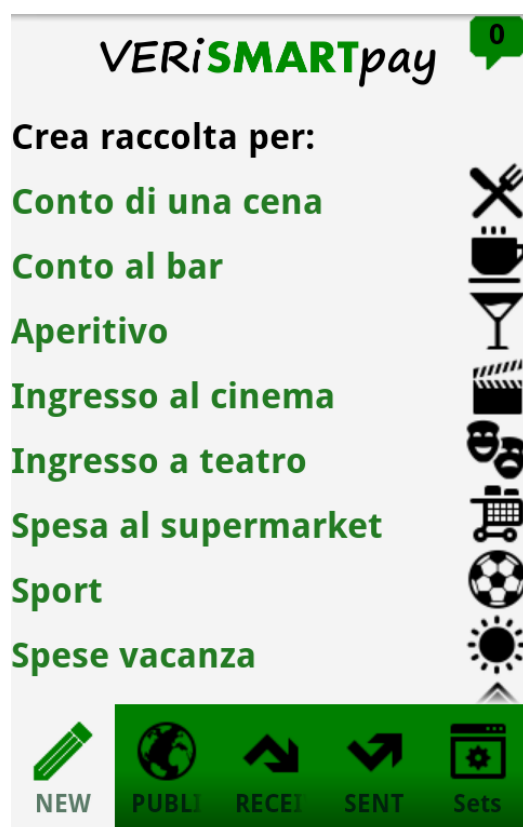 VERiSMARTpay
0
Crea raccolta per:
Conto di una cena
Conto al bar
Aperitivo
Ingresso al cinema
Ingresso a teatro
Spesa al supermarket
Sport
Spese vacanza
NEW
PUBLI
RECEI
SENT
Sets